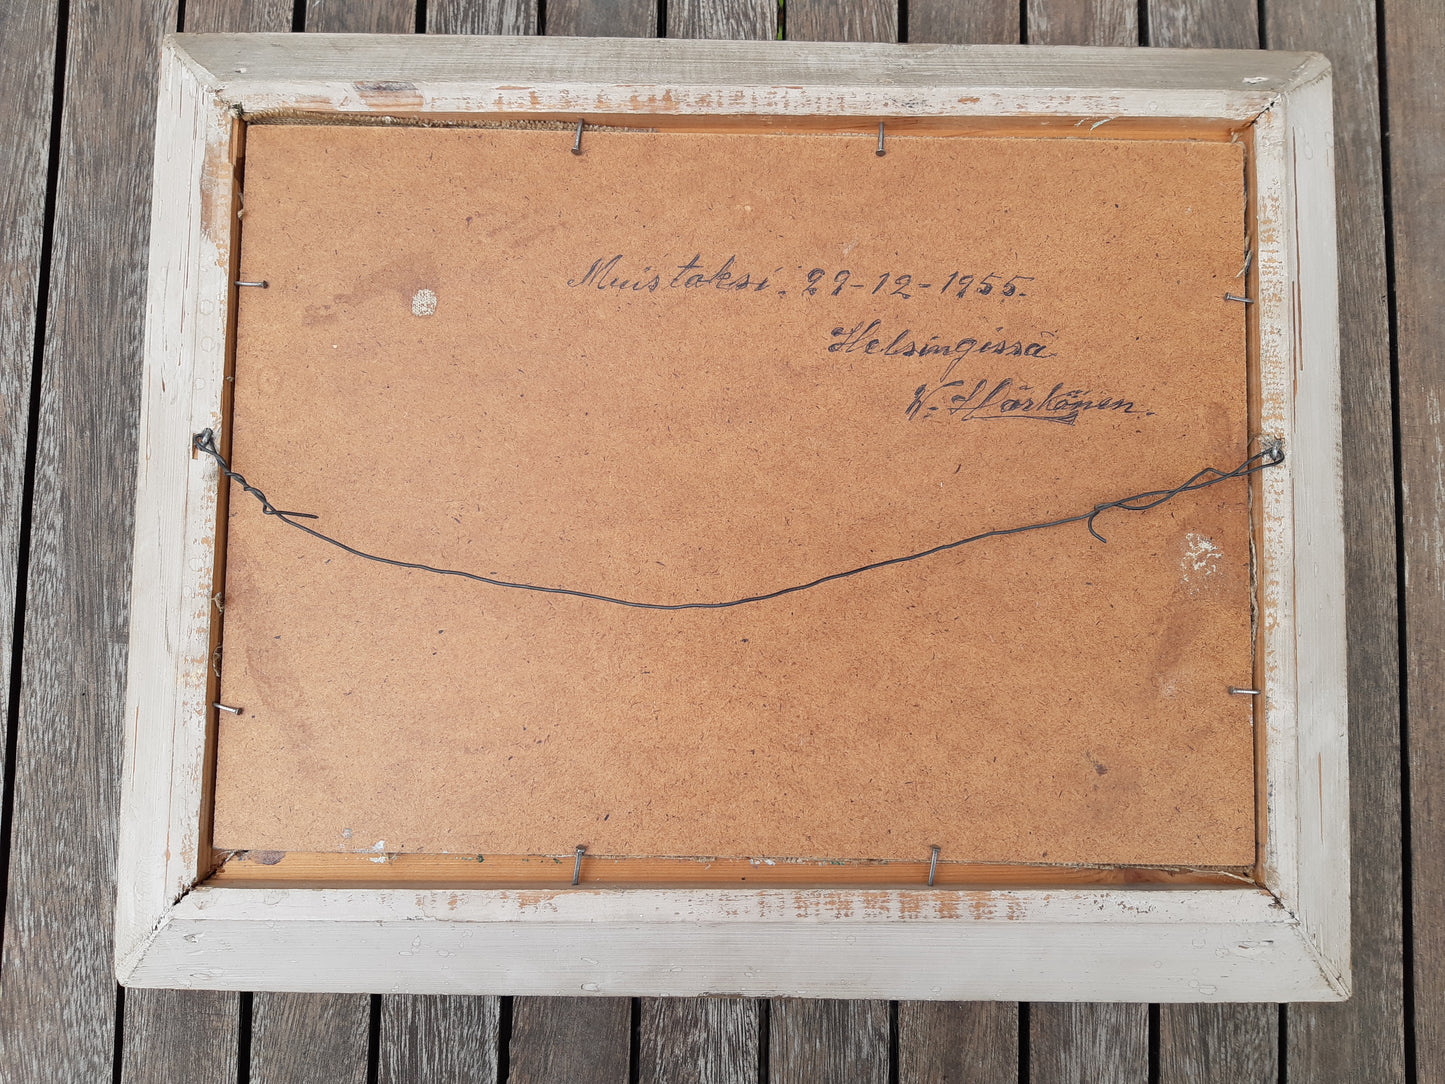 Muistoksi. 29-12-1955.
Helsingissä
W. Härkönen.